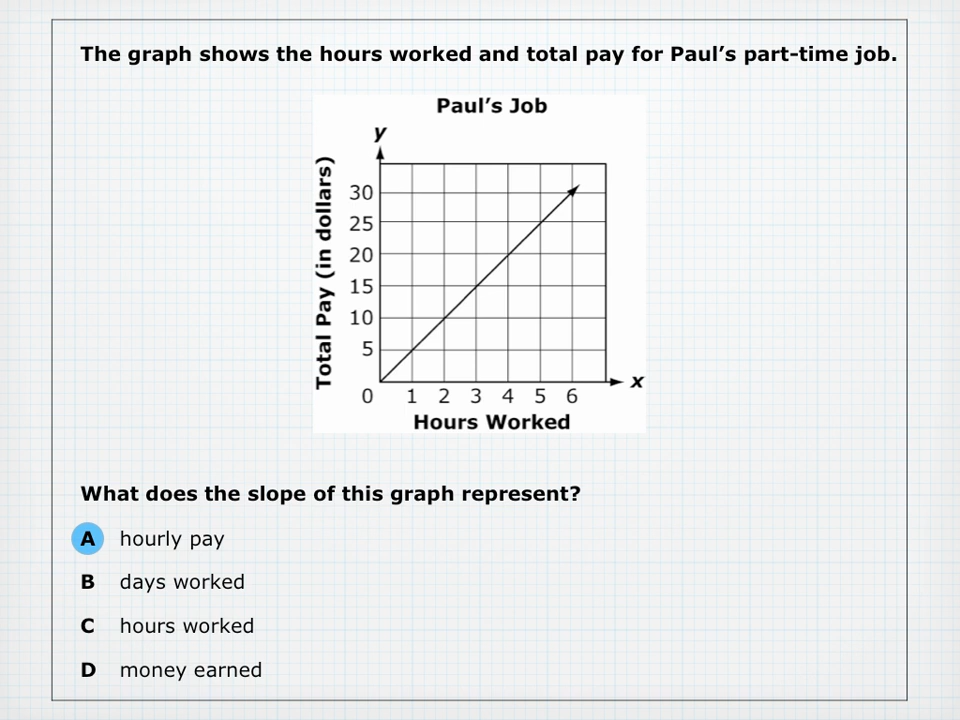 The graph shows the hours worked and total pay for Paul’s part-time job.
Paul’s Job
y
Total Pay (in dollars)
30
25
20
15
10
5
0 1 2 3 4 5 6
x
Hours Worked
What does the slope of this graph represent?
A hourly pay
B days worked
C hours worked
D money earned